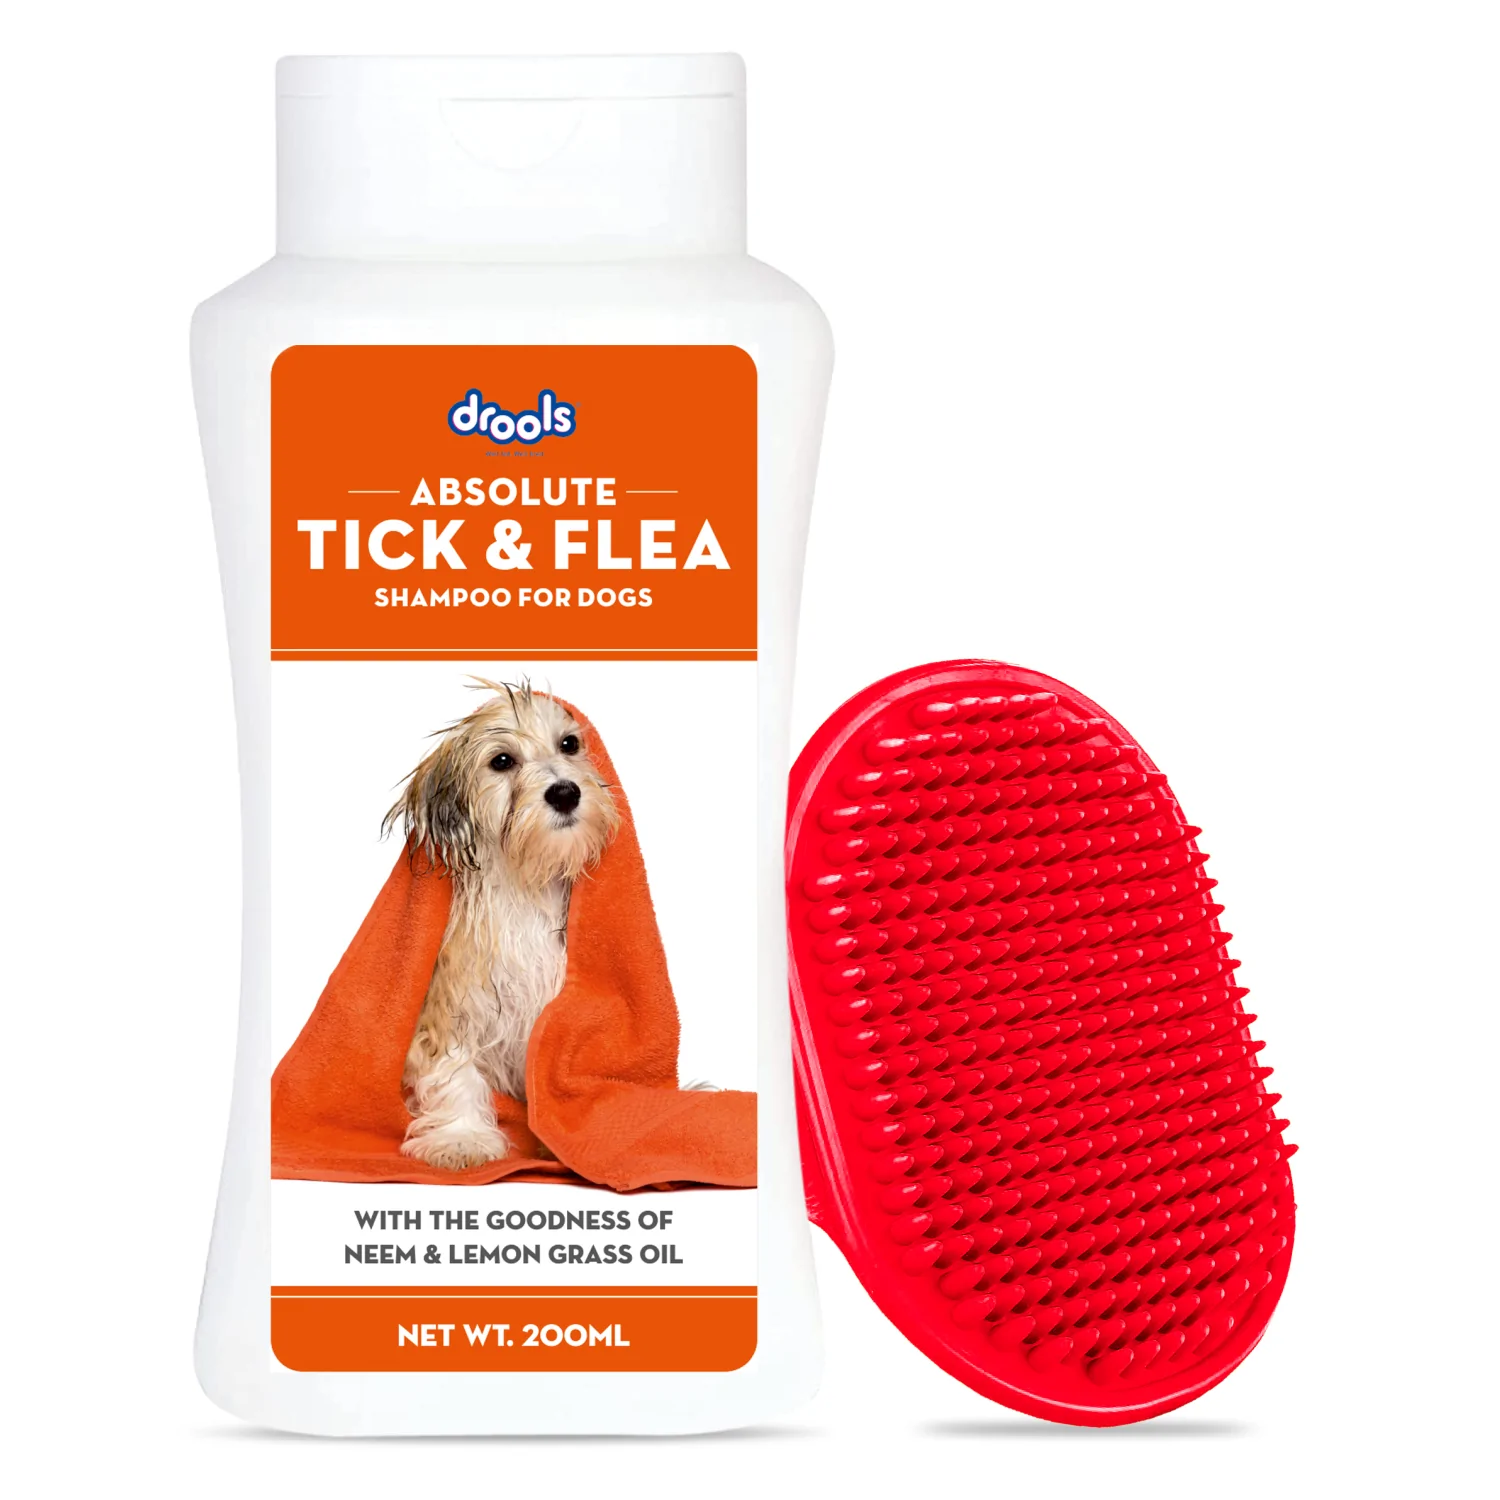 drools
ABSOLUTE
TICK & FLEA
SHAMPOO FOR DOGS
WITH THE GOODNESS OF
NEEM & LEMON GRASS OIL
NET WT. 200ML